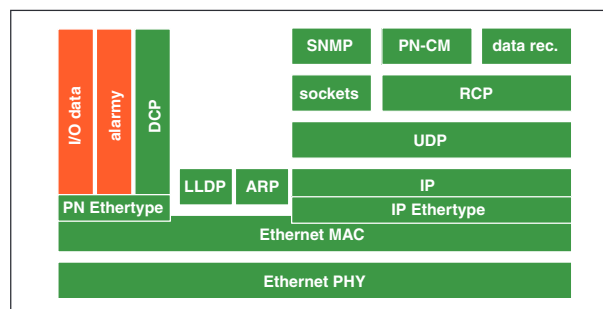 I/O data
alarmy
DCP
SNMP
PN-CM
data rec.
sockets
RCP
UDP
LLDP
ARP
IP
PN Ethertype
IP Ethertype
Ethernet MAC
Ethernet PHY